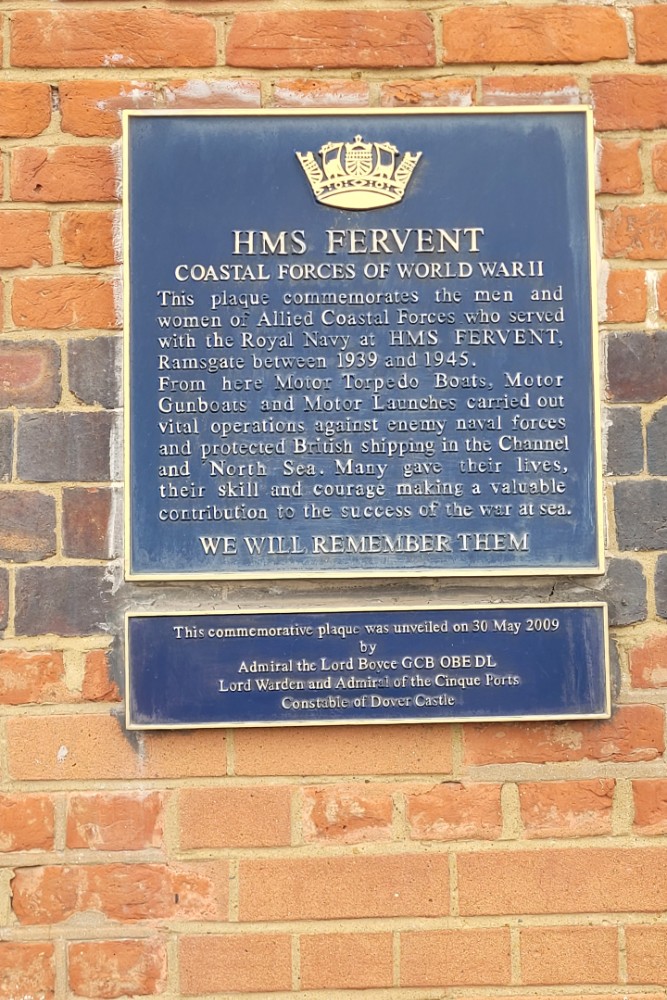 HMS FERVENT
COASTAL FORCES OF WORLD WAR II
This plaque commemorates the men and
women of Allied Coastal Forces who served
with the Royal Navy at HMS FERVENT,
Ramsgate between 1939 and 1945.
From here Motor Torpedo Boats, Motor
Gunboats and Motor Launches carried out
vital operations against enemy naval forces
and protected British shipping in the Channel
and North Sea. Many gave their lives,
their skill and courage making a valuable
contribution to the success of the war at sea.
WE WILL REMEMBER THEM
This commemorative plaque was unveiled on 30 May 2009
by
Admiral the Lord Boyce GCB OBE DL
Lord Warden and Admiral of the Cinque Ports
Constable of Dover Castle